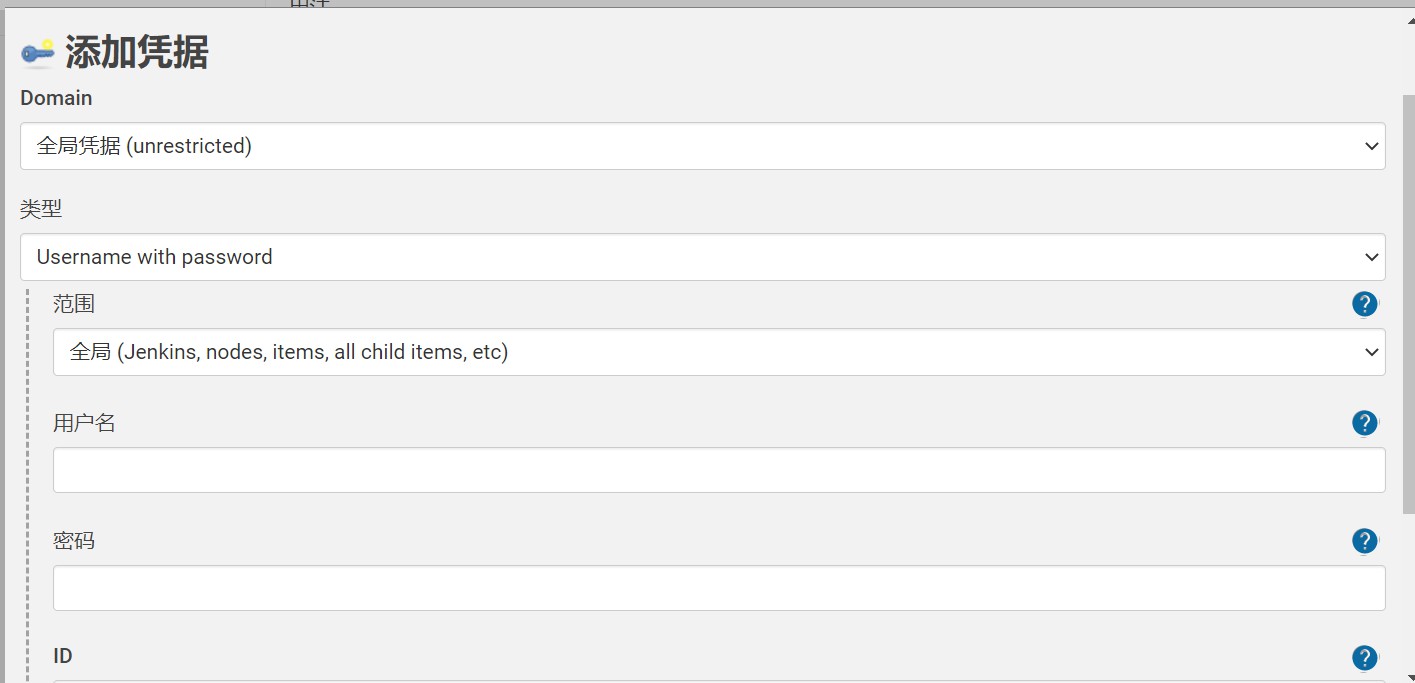 添加凭据
Domain
全局凭据 (unrestricted)
类型
Username with password
范围
全局 (Jenkins, nodes, items, all child items, etc)
用户名
密码
ID